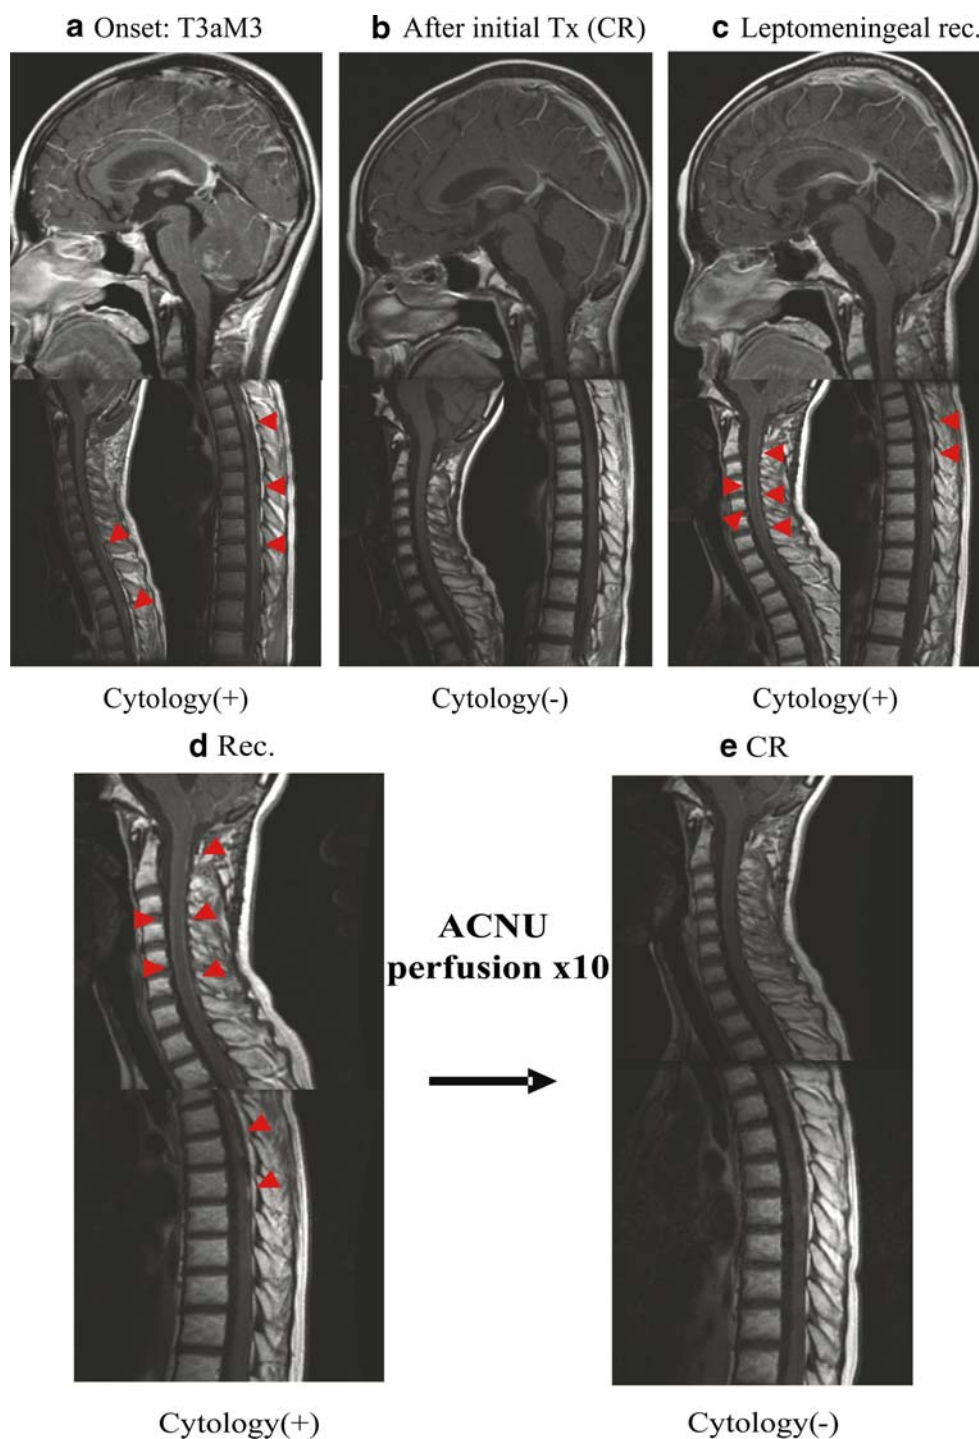 a Onset: T3aM3
b After initial Tx (CR)
c Leptomeningeal rec.
Cytology(+)
Cytology(-)
Cytology(+)
d Rec.
e CR
ACNU
perfusion x10
Cytology(+)
Cytology(-)